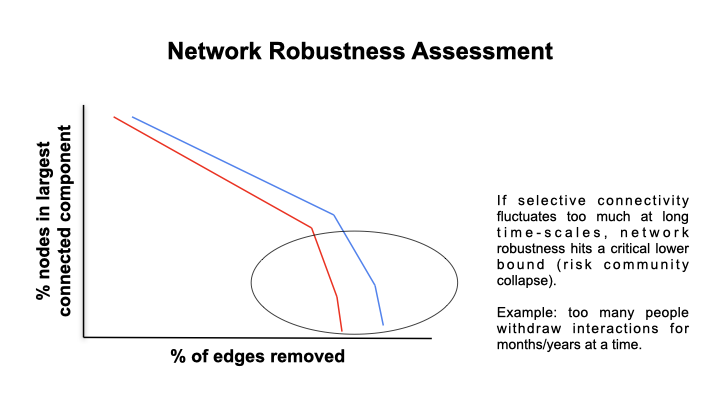 Network Robustness Assessment
% nodes in largest
connected component
If selective connectivity
fluctuates too much at long
time-scales, network
robustness hits a critical lower
bound (risk community
collapse).
Example: too many people
withdraw interactions for
months/years at a time.
% of edges removed